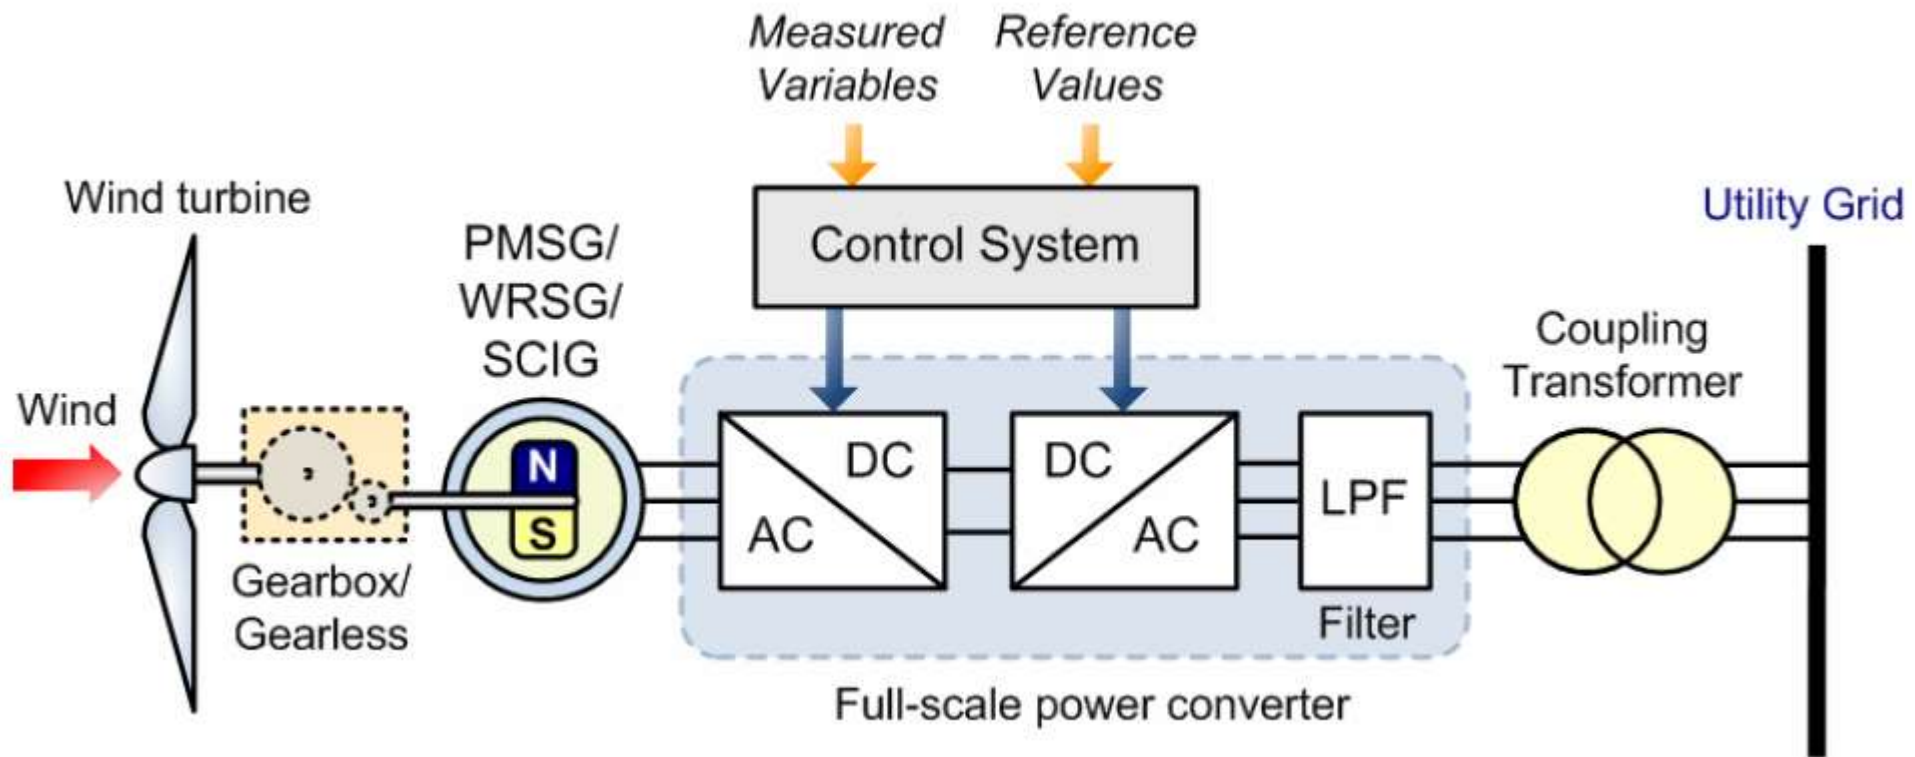 Measured
Variables
Reference
Values
Wind turbine
PMSG/
WRSG/
SCIG
Control System
Utility Grid
Coupling
Transformer
Wind
N
S
DC
AC
DC
AC
LPF
Gearbox/
Gearless
Filter
Full-scale power converter